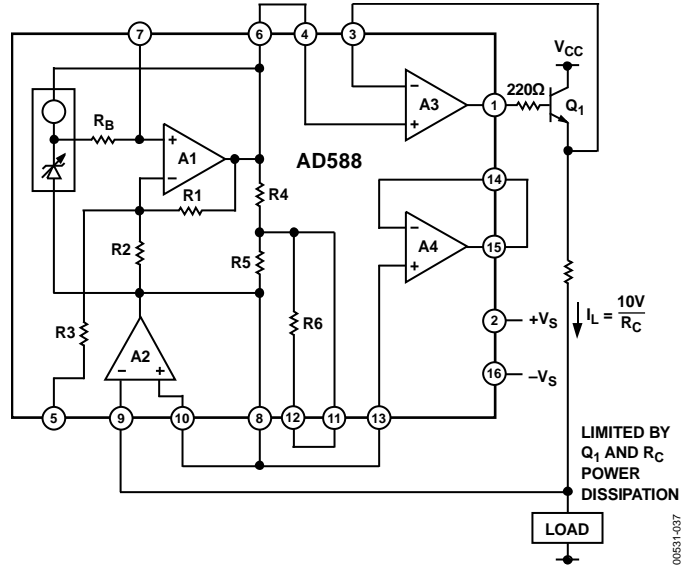 7
6
4
3
VCC
RB
A1
A3
1
220Ω
Q1
AD588
R1
R4
14
R2
A4
15
R5
R3
R6
IL = 10V
RC
2
+VS
A2
16
–VS
5
9
10
8
12
11
13
LIMITED BY
Q1 AND RC
POWER
DISSIPATION
LOAD
00531-037
+
–
–
+
–
+
–
+